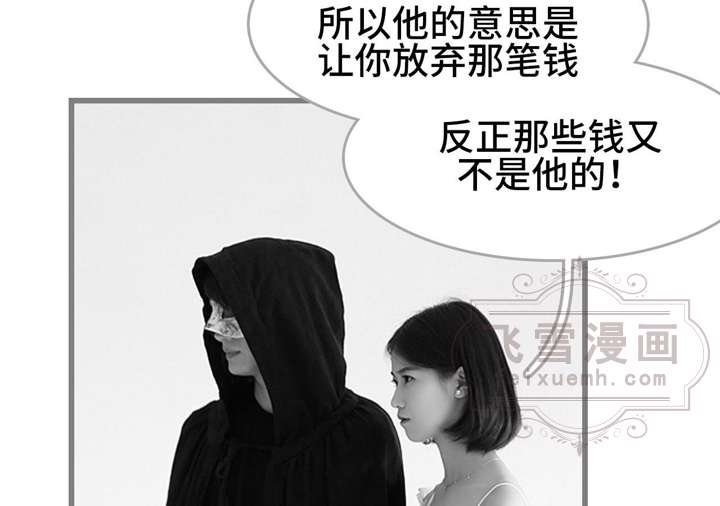 所以他的意思是
让你放弃那笔钱
反正那些钱又
不是他的！
飞雪漫画
feixuemh.com